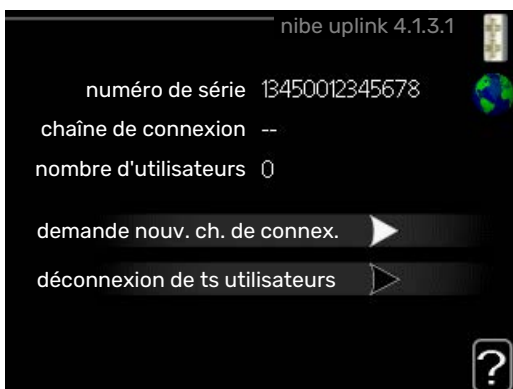 nibe uplink 4.1.3.1
numéro de série 13450012345678
chaîne de connexion --
nombre d'utilisateurs 0
demande nouv. ch. de connex.
déconnexion de ts utilisateurs
?